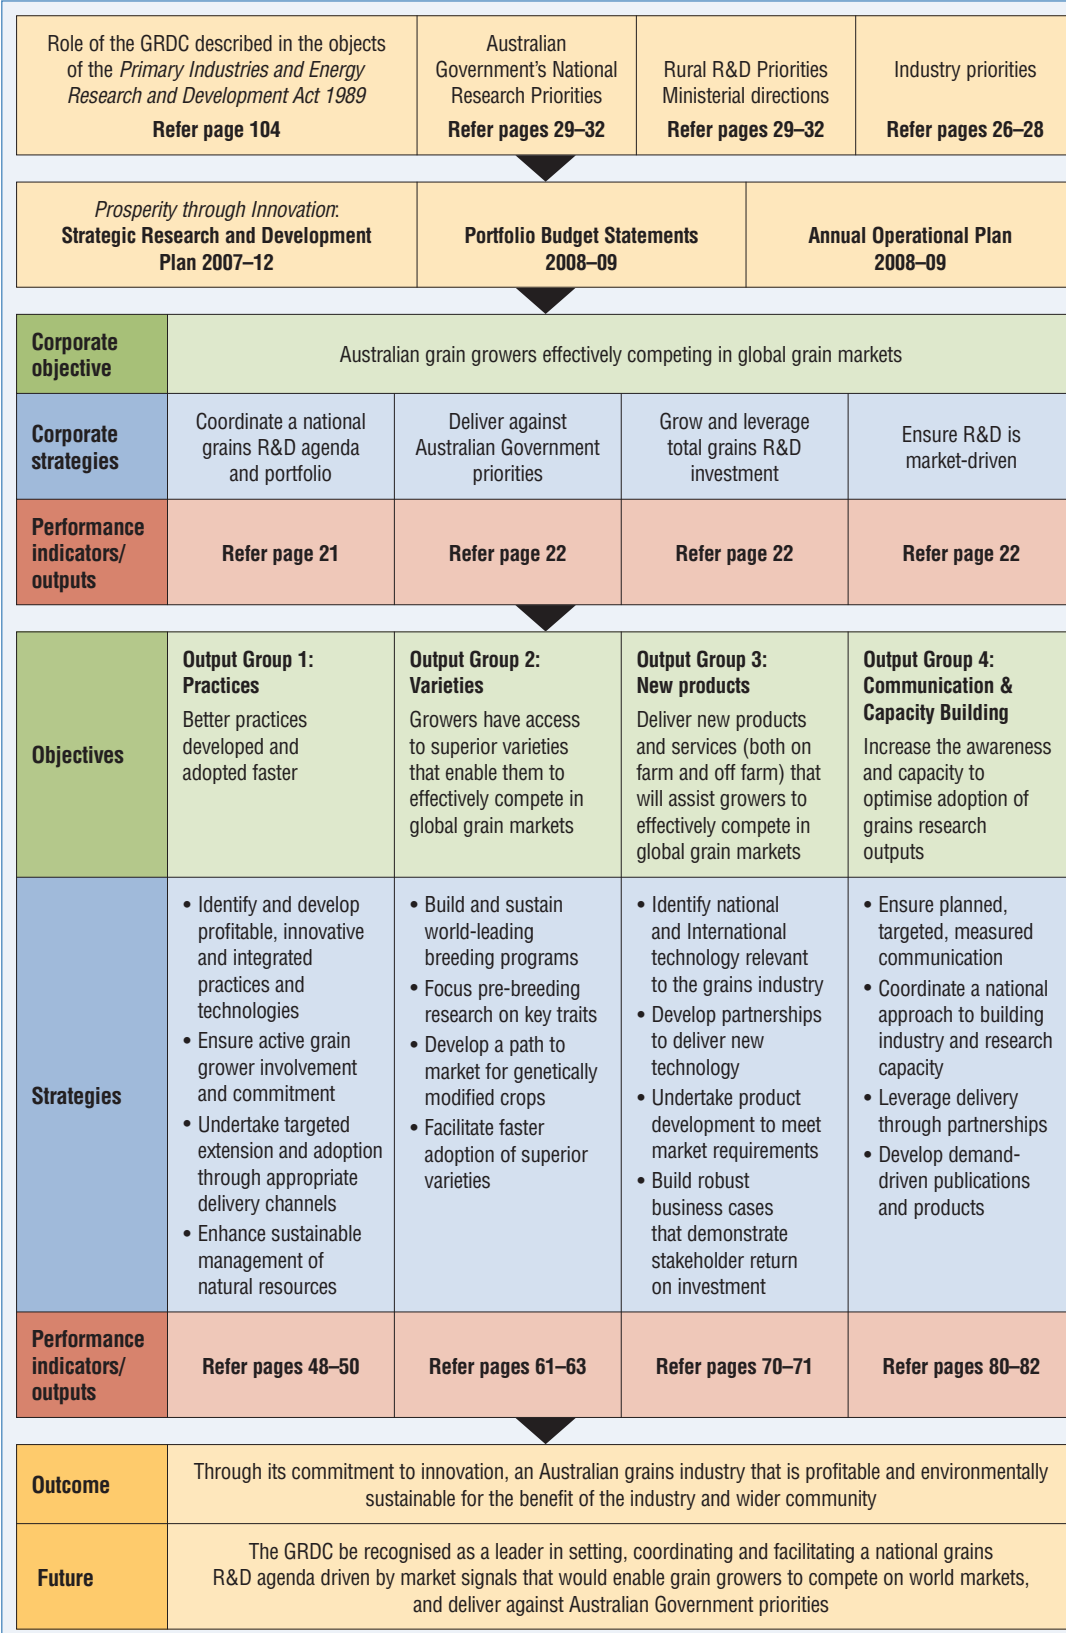 Role of the GRDC described in the objects
of the Primary Industries and Energy
Research and Development Act 1989
Refer page 104
Australian
Government’s National
Research Priorities
Refer pages 29–32
Rural R&D Priorities
Ministerial directions
Refer pages 29–32
Industry priorities
Refer pages 26–28
Prosperity through Innovation:
Strategic Research and Development
Plan 2007–12
Portfolio Budget Statements
2008–09
Annual Operational Plan
2008–09
Corporate
objective
Australian grain growers effectively competing in global grain markets
Corporate
strategies
Coordinate a national
grains R&D agenda
and portfolio
Deliver against
Australian Government
priorities
Grow and leverage
total grains R&D
investment
Ensure R&D is
market-driven
Performance
indicators/
outputs
Refer page 21
Refer page 22
Refer page 22
Refer page 22
Objectives
Output Group 1:
Practices
Better practices
developed and
adopted faster
Output Group 2:
Varieties
Growers have access
to superior varieties
that enable them to
effectively compete in
global grain markets
Output Group 3:
New products
Deliver new products
and services (both on
farm and off farm) that
will assist growers to
effectively compete in
global grain markets
Output Group 4:
Communication &
Capacity Building
Increase the awareness
and capacity to
optimise adoption of
grains research
outputs
Strategies
• Identify and develop
profitable, innovative
and integrated
practices and
technologies
• Ensure active grain
grower involvement
and commitment
• Undertake targeted
extension and adoption
through appropriate
delivery channels
• Enhance sustainable
management of
natural resources
• Build and sustain
world-leading
breeding programs
• Focus pre-breeding
research on key traits
• Develop a path to
market for genetically
modified crops
• Facilitate faster
adoption of superior
varieties
• Identify national
and International
technology relevant
to the grains industry
• Develop partnerships
to deliver new
technology
• Undertake product
development to meet
market requirements
• Build robust
business cases
that demonstrate
stakeholder return
on investment
• Ensure planned,
targeted, measured
communication
• Coordinate a national
approach to building
industry and research
capacity
• Leverage delivery
through partnerships
• Develop demand-
driven publications
and products
Performance
indicators/
outputs
Refer pages 48–50
Refer pages 61–63
Refer pages 70–71
Refer pages 80–82
Outcome
Through its commitment to innovation, an Australian grains industry that is profitable and environmentally
sustainable for the benefit of the industry and wider community
Future
The GRDC be recognised as a leader in setting, coordinating and facilitating a national grains
R&D agenda driven by market signals that would enable grain growers to compete on world markets,
and deliver against Australian Government priorities